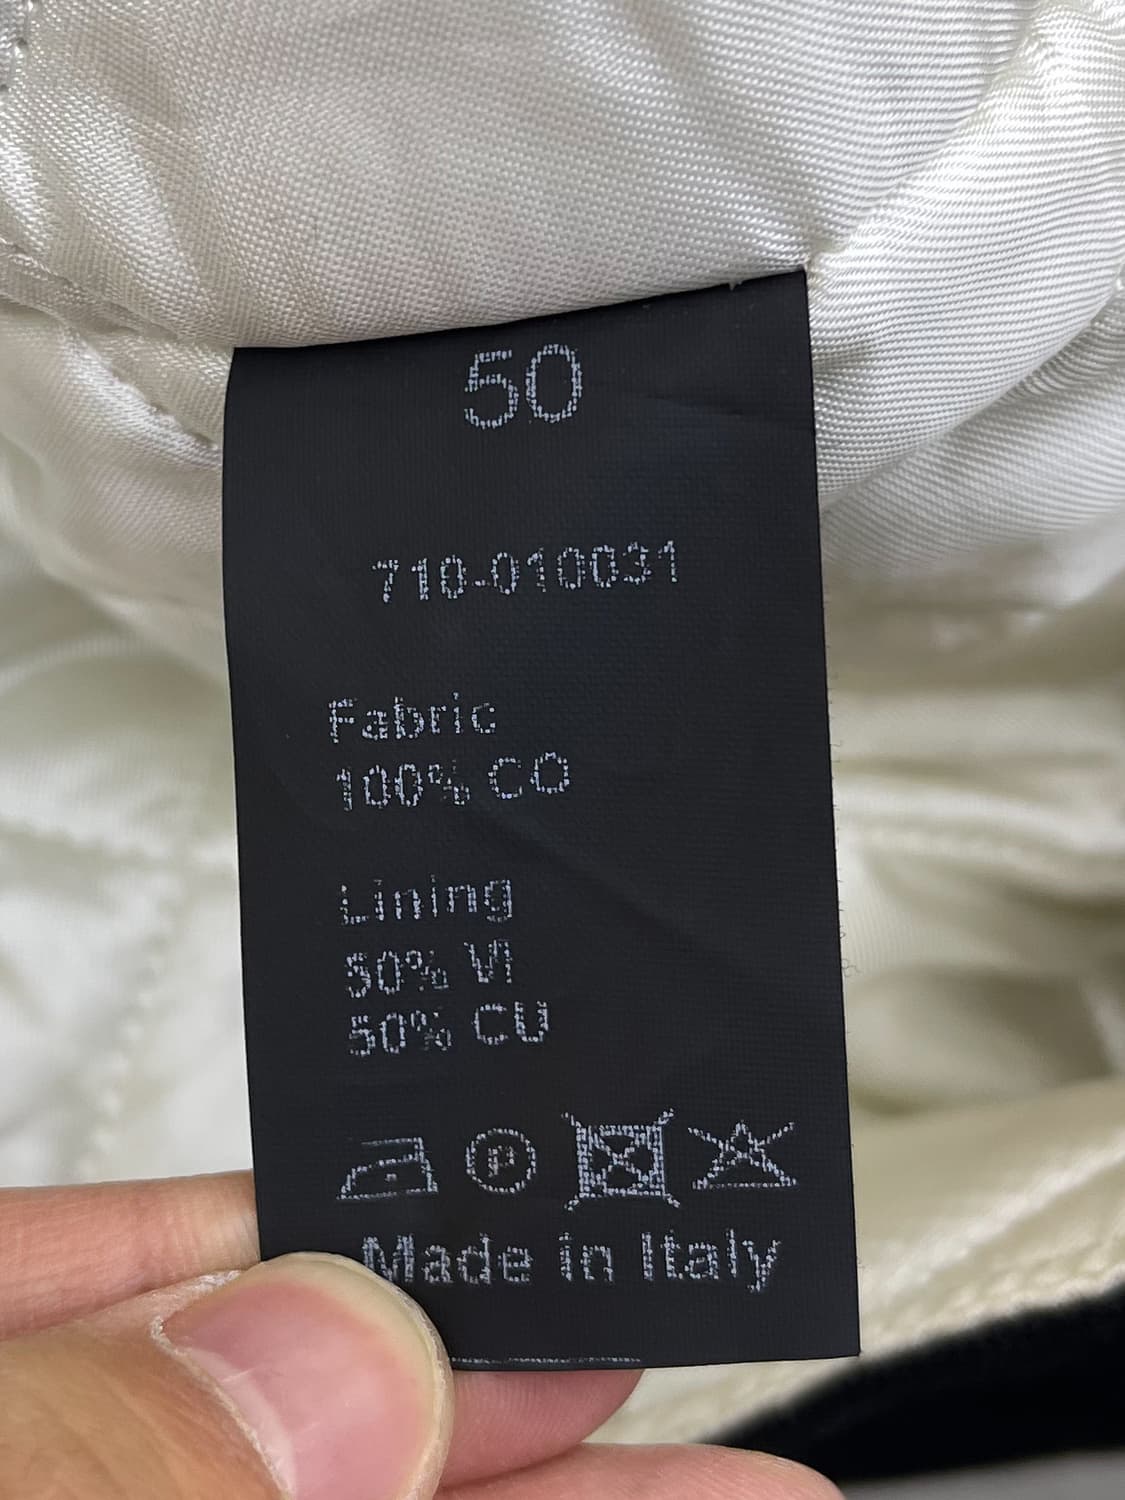 50
710-010031
Fabric
100% CO
Lining
50% VI
50% CU
P
Made in Italy